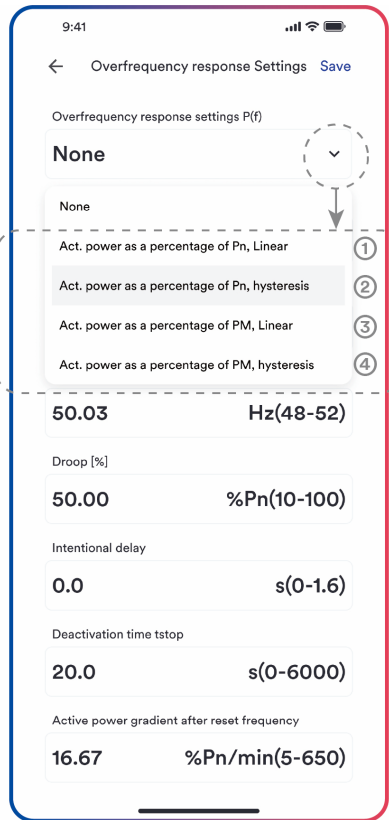 9:41
Overfrequency response Settings Save
Overfrequency response settings P(f)
None
None
Act. power as a percentage of Pn, Linear ①
Act. power as a percentage of Pn, hysteresis ②
Act. power as a percentage of PM, Linear ③
Act. power as a percentage of PM, hysteresis ④
50.03 Hz(48-52)
Droop [%]
50.00 %Pn(10-100)
Intentional delay
0.0 s(0-1.6)
Deactivation time tstop
20.0 s(0-6000)
Active power gradient after reset frequency
16.67 %Pn/min(5-650)